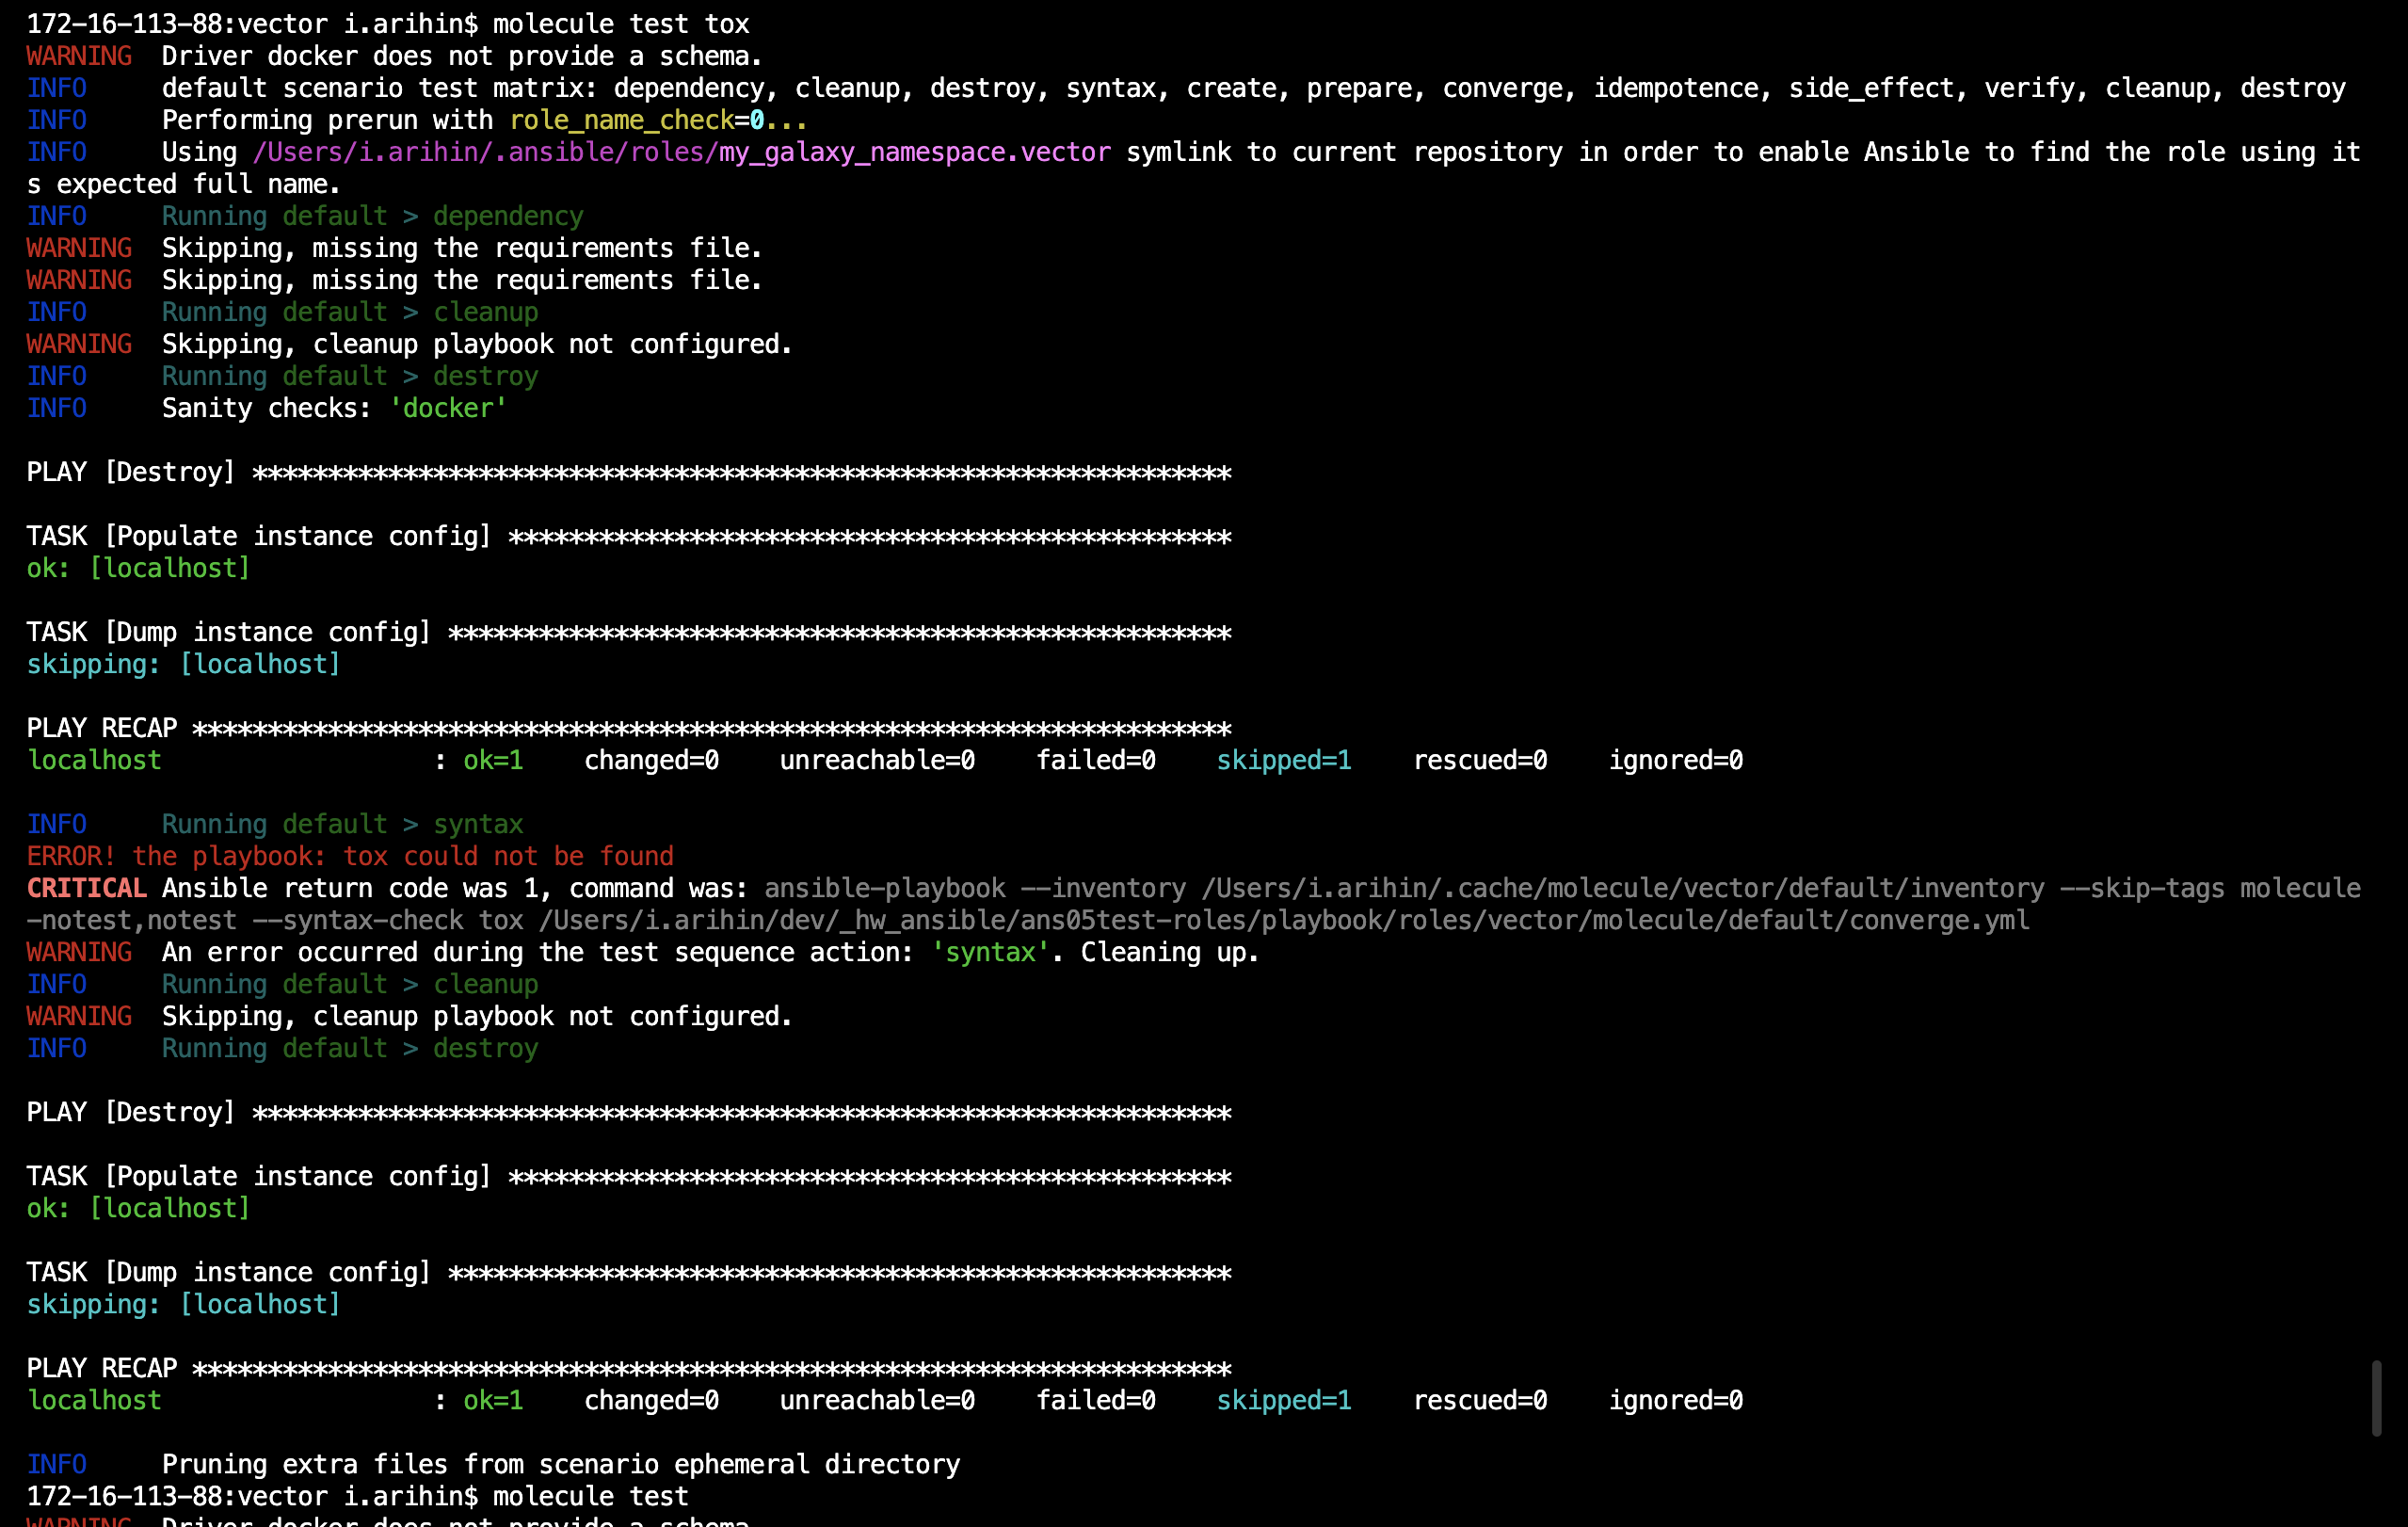 172-16-113-88:vector i.arihin$ molecule test tox
WARNING  Driver docker does not provide a schema.
INFO     default scenario test matrix: dependency, cleanup, destroy, syntax, create, prepare, converge, idempotence, side_effect, verify, cleanup, destroy
INFO     Performing prerun with role_name_check=0...
INFO     Using /Users/i.arihin/.ansible/roles/my_galaxy_namespace.vector symlink to current repository in order to enable Ansible to find the role using it
s expected full name.
INFO     Running default > dependency
WARNING  Skipping, missing the requirements file.
WARNING  Skipping, missing the requirements file.
INFO     Running default > cleanup
WARNING  Skipping, cleanup playbook not configured.
INFO     Running default > destroy
INFO     Sanity checks: 'docker'
PLAY [Destroy] *****************************************************************
TASK [Populate instance config] ************************************************
ok: [localhost]
TASK [Dump instance config] ****************************************************
skipping: [localhost]
PLAY RECAP *********************************************************************
localhost                  : ok=1    changed=0    unreachable=0    failed=0    skipped=1    rescued=0    ignored=0
INFO     Running default > syntax
ERROR! the playbook: tox could not be found
CRITICAL Ansible return code was 1, command was: ansible-playbook --inventory /Users/i.arihin/.cache/molecule/vector/default/inventory --skip-tags molecule
-notest,notest --syntax-check tox /Users/i.arihin/dev/_hw_ansible/ans05test-roles/playbook/roles/vector/molecule/default/converge.yml
WARNING  An error occurred during the test sequence action: 'syntax'. Cleaning up.
INFO     Running default > cleanup
WARNING  Skipping, cleanup playbook not configured.
INFO     Running default > destroy
PLAY [Destroy] *****************************************************************
TASK [Populate instance config] ************************************************
ok: [localhost]
TASK [Dump instance config] ****************************************************
skipping: [localhost]
PLAY RECAP *********************************************************************
localhost                  : ok=1    changed=0    unreachable=0    failed=0    skipped=1    rescued=0    ignored=0
INFO     Pruning extra files from scenario ephemeral directory
172-16-113-88:vector i.arihin$ molecule test
WARNING  Driver docker does not provide a schema.